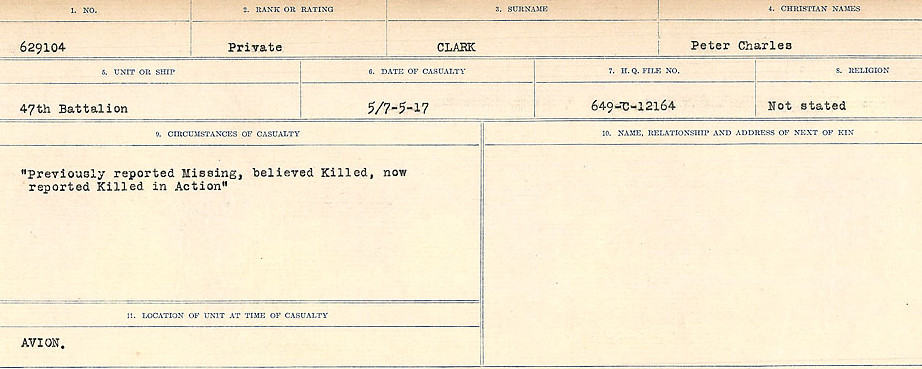 1. NO.
2. RANK OR RATING
3. SURNAME
4. CHRISTIAN NAMES
629104
Private
CLARK
Peter Charles
5. UNIT OR SHIP
6. DATE OF CASUALTY
7. H.Q. FILE NO.
8. RELIGION
47th Battalion
5/7-5-17
649-C-12164
Not stated
9. CIRCUMSTANCES OF CASUALTY
10. NAME, RELATIONSHIP AND ADDRESS OF NEXT OF KIN
"Previously reported Missing, believed Killed, now
reported Killed in Action"
11. LOCATION OF UNIT AT TIME OF CASUALTY
AVION.